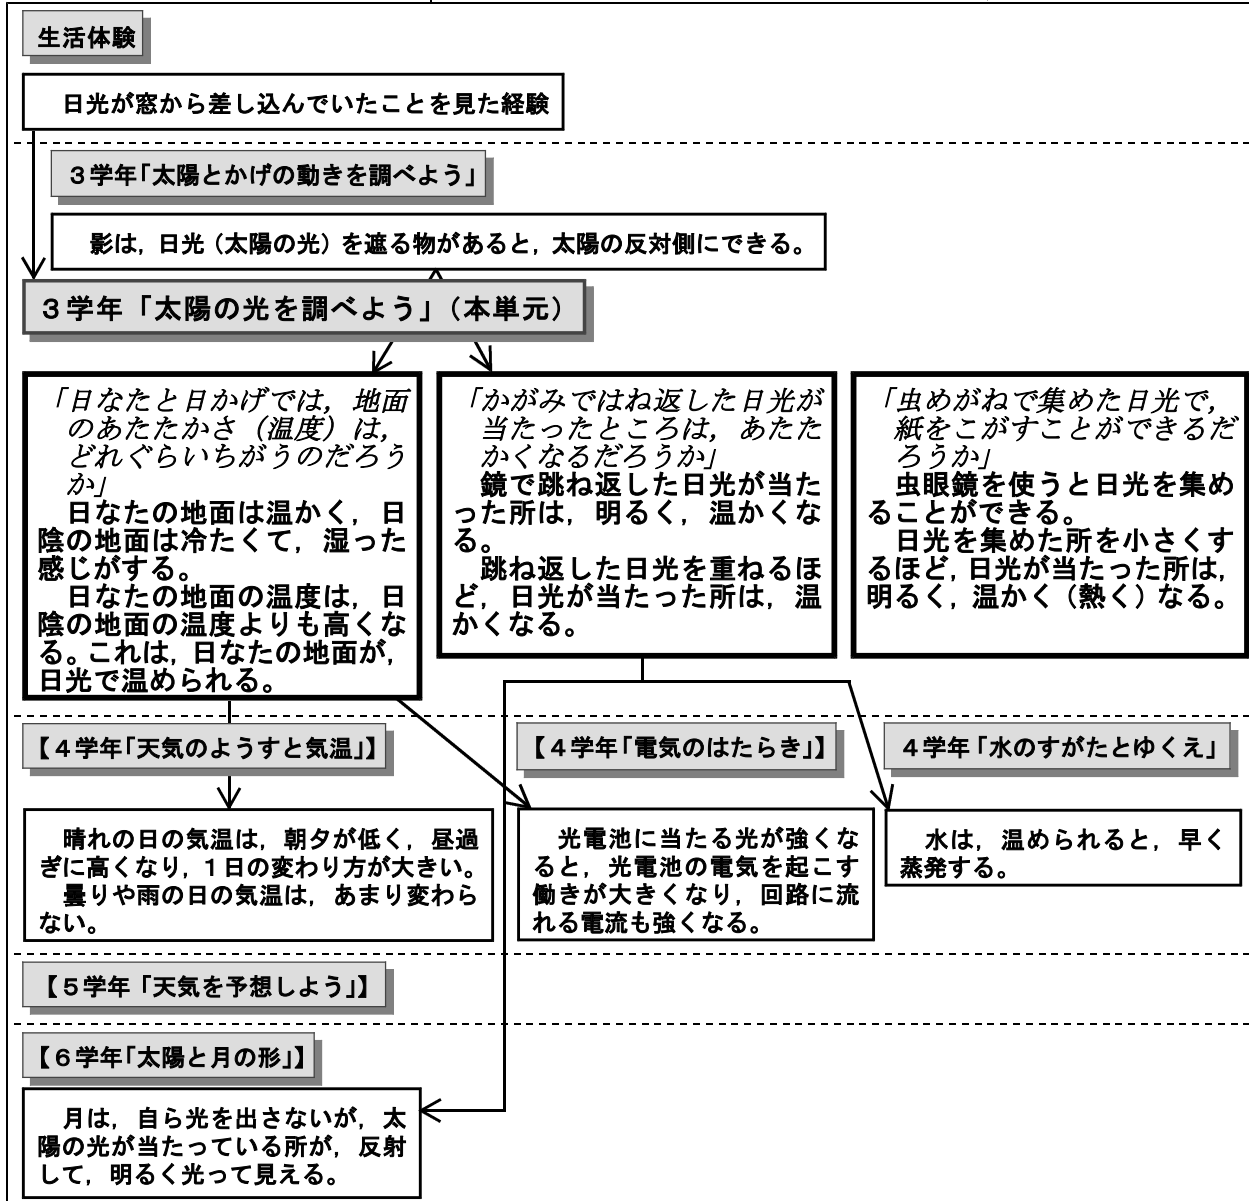 生活体験
日光が窓から差し込んでいたことを見た経験
３学年「太陽とかげの動きを調べよう」
影は，日光（太陽の光）を遮る物があると，太陽の反対側にできる。
３学年「太陽の光を調べよう」（本単元）
「日なたと日かげでは，地面
のあたたかさ（温度）は，
どれぐらいちがうのだろう
か」
日なたの地面は温かく，日
陰の地面は冷たくて，湿った
感じがする。
日なたの地面の温度は，日
陰の地面の温度よりも高くな
る。これは，日なたの地面が，
日光で温められる。
「かがみではね返した日光が
当たったところは，あたた
かくなるだろうか」
鏡で跳ね返した日光が当た
った所は，明るく，温かくな
る。
跳ね返した日光を重ねるほ
ど，日光が当たった所は，温
かくなる。
「虫めがねで集めた日光で，
紙をこがすことができるだ
ろうか」
虫眼鏡を使うと日光を集め
ることができる。
日光を集めた所を小さくす
るほど，日光が当たった所は，
明るく，温かく（熱く）なる。
【４学年「天気のようすと気温」】
【４学年「電気のはたらき」】
４学年「水のすがたとゆくえ」
晴れの日の気温は，朝夕が低く，昼過
ぎに高くなり，１日の変わり方が大きい。
曇りや雨の日の気温は，あまり変わら
ない。
光電池に当たる光が強くな
ると，光電池の電気を起こす
働きが大きくなり，回路に流
れる電流も強くなる。
水は，温められると，早く
蒸発する。
【５学年「天気を予想しよう」】
【６学年「太陽と月の形」】
月は，自ら光を出さないが，太
陽の光が当たっている所が，反射
して，明るく光って見える。